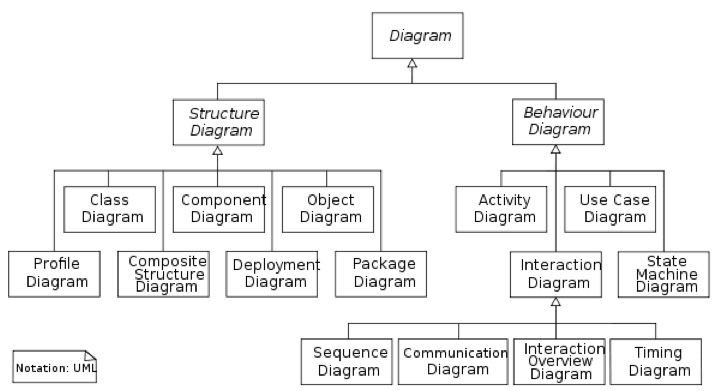 Diagram
Structure
Diagram
Behaviour
Diagram
Class
Diagram
Component
Diagram
Object
Diagram
Activity
Diagram
Use Case
Diagram
Profile
Diagram
Composite
Structure
Diagram
Deployment
Diagram
Package
Diagram
Interaction
Diagram
State
Machine
Diagram
Sequence
Diagram
Communication
Diagram
Interaction
Overview
Diagram
Timing
Diagram
Notation: UML